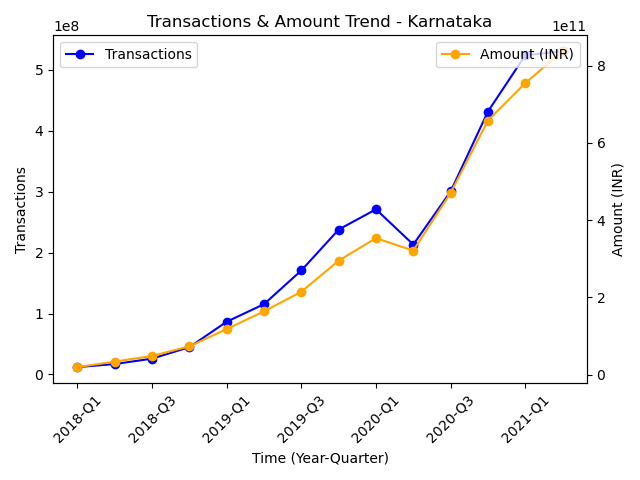 Transactions & Amount Trend - Karnataka
1e8
1e11
Transactions
Amount (INR)
5
4
3
2
1
0
Transactions
8
6
4
2
0
Amount (INR)
2018-Q1
2018-Q3
2019-Q1
2019-Q3
2020-Q1
2020-Q3
2021-Q1
Time (Year-Quarter)